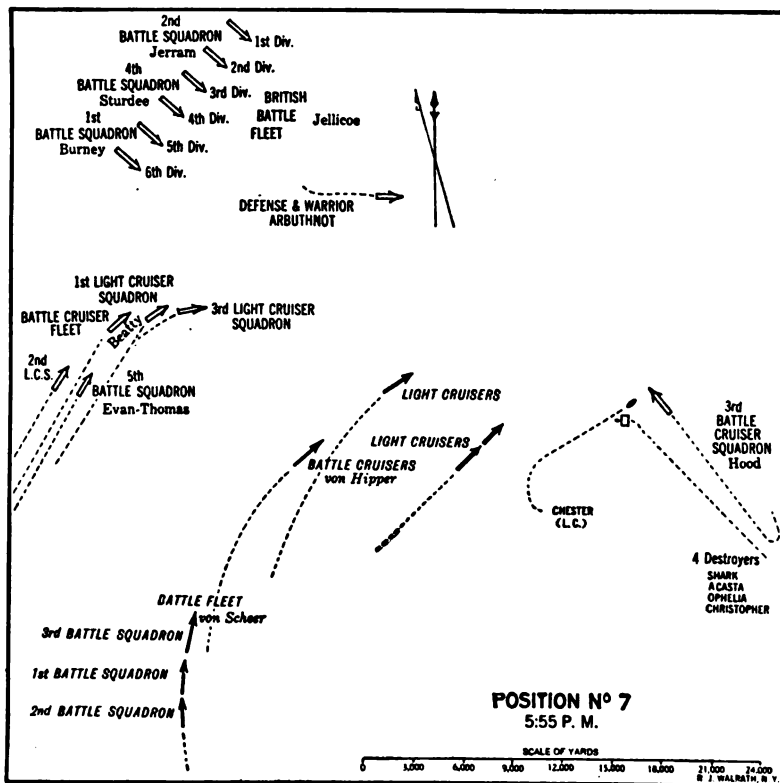 2nd
BATTLE SQUADRON
Jerram
1st Div.
2nd Div.
4th
BATTLE SQUADRON
Sturdee
3rd Div.
4th Div.
1st
BATTLE SQUADRON
Burney
5th Div.
6th Div.
BRITISH
BATTLE
FLEET
Jellicoe
DEFENSE & WARRIOR
ARBUTHNOT
1st LIGHT CRUISER
SQUADRON
BATTLE CRUISER
FLEET
Beatty
3rd LIGHT CRUISER
SQUADRON
2nd
L.C.S.
5th
BATTLE SQUADRON
Evan-Thomas
LIGHT CRUISERS
LIGHT CRUISERS
BATTLE CRUISERS
von Hipper
3rd
BATTLE
CRUISER
SQUADRON
Hood
CHESTER
(L.C.)
4 Destroyers
SHARK
ACASTA
OPHELIA
CHRISTOPHER
BATTLE FLEET
von Scheer
3rd BATTLE SQUADRON
1st BATTLE SQUADRON
2nd BATTLE SQUADRON
POSITION Nº 7
5:55 P. M.
SCALE OF YARDS
0 3,000 6,000 9,000 12,000 15,000 18,000 21,000 24,000
R. J. WALRATH, N. Y.